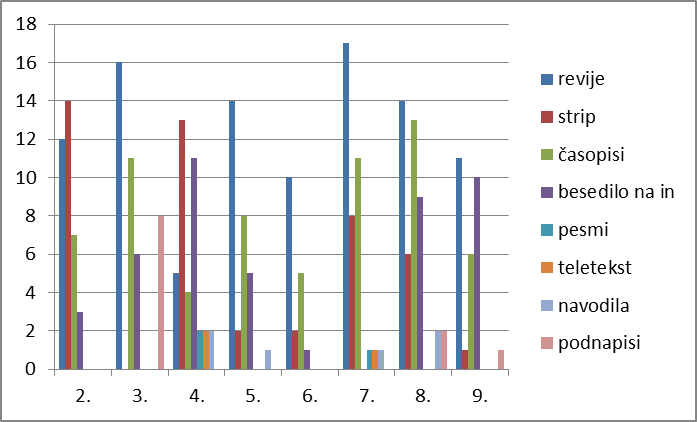 18
16
14
12
10
8
6
4
2
0
2.
3.
4.
5.
6.
7.
8.
9.
revije
strip
časopisi
besedilo na in
pesmi
teletekst
navodila
podnapisi